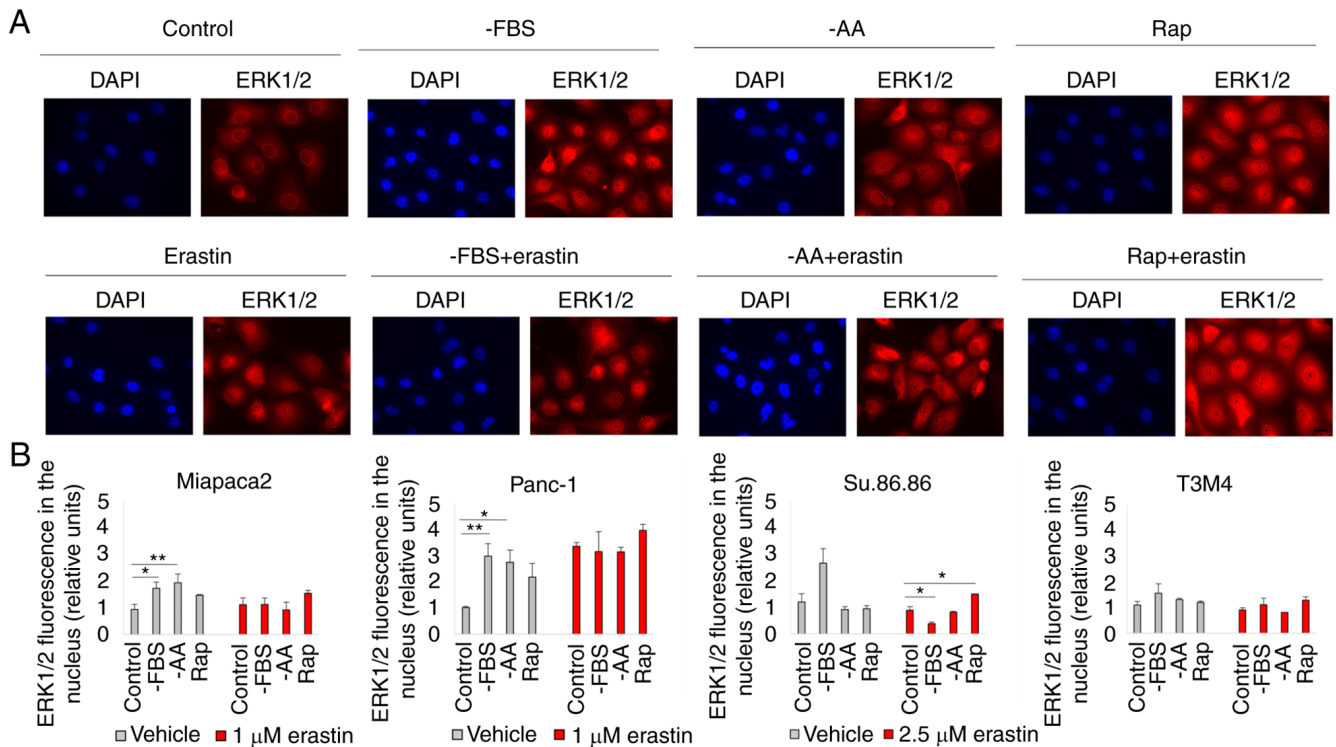 A
Control -FBS -AA Rap
DAPI ERK1/2 DAPI ERK1/2 DAPI ERK1/2 DAPI ERK1/2
Erastin -FBS+erastin -AA+erastin Rap+erastin
DAPI ERK1/2 DAPI ERK1/2 DAPI ERK1/2 DAPI ERK1/2
B
Miapaca2
ERK1/2 fluorescence in the
nucleus (relative units)
5
4
3
2
1
0
**
*
Control
-FBS
-AA
Rap
Control
-FBS
-AA
Rap
Vehicle 1 µM erastin
Panc-1
ERK1/2 fluorescence in the
nucleus (relative units)
5
4
3
2
1
0
*
**
Control
-FBS
-AA
Rap
Control
-FBS
-AA
Rap
Vehicle 1 µM erastin
Su.86.86
ERK1/2 fluorescence in the
nucleus (relative units)
5
4
3
2
1
0
*
*
Control
-FBS
-AA
Rap
Control
-FBS
-AA
Rap
Vehicle 2.5 µM erastin
T3M4
ERK1/2 fluorescence in the
nucleus (relative units)
5
4
3
2
1
0
Control
-FBS
-AA
Rap
Control
-FBS
-AA
Rap